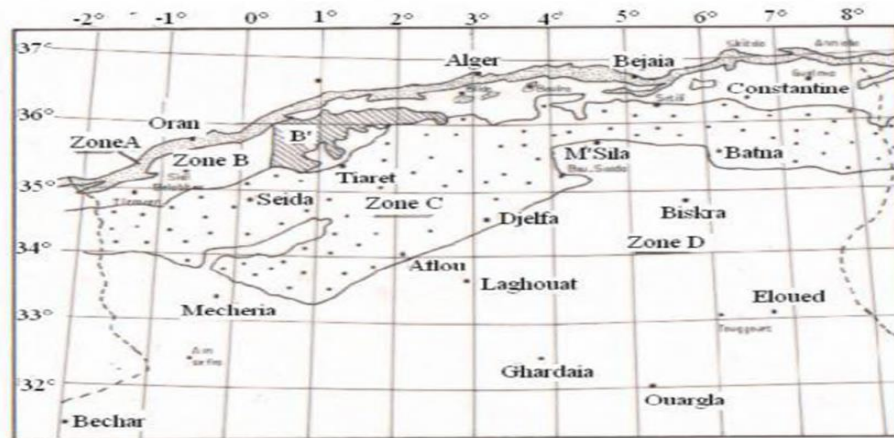 -2° -1° 0° 1° 2° 3° 4° 5° 6° 7° 8°
37°
Alger Bejaia
Constantine
36°
Oran
ZoneA B'
Zone B M'Sila Batna
Tiaret
35°
Seida Zone C Biskra
Djelfa
Zone D
34°
Aflou
Laghouat
Eloued
33°
Mecheria
Ghardaia
32°
Ouargla
Bechar